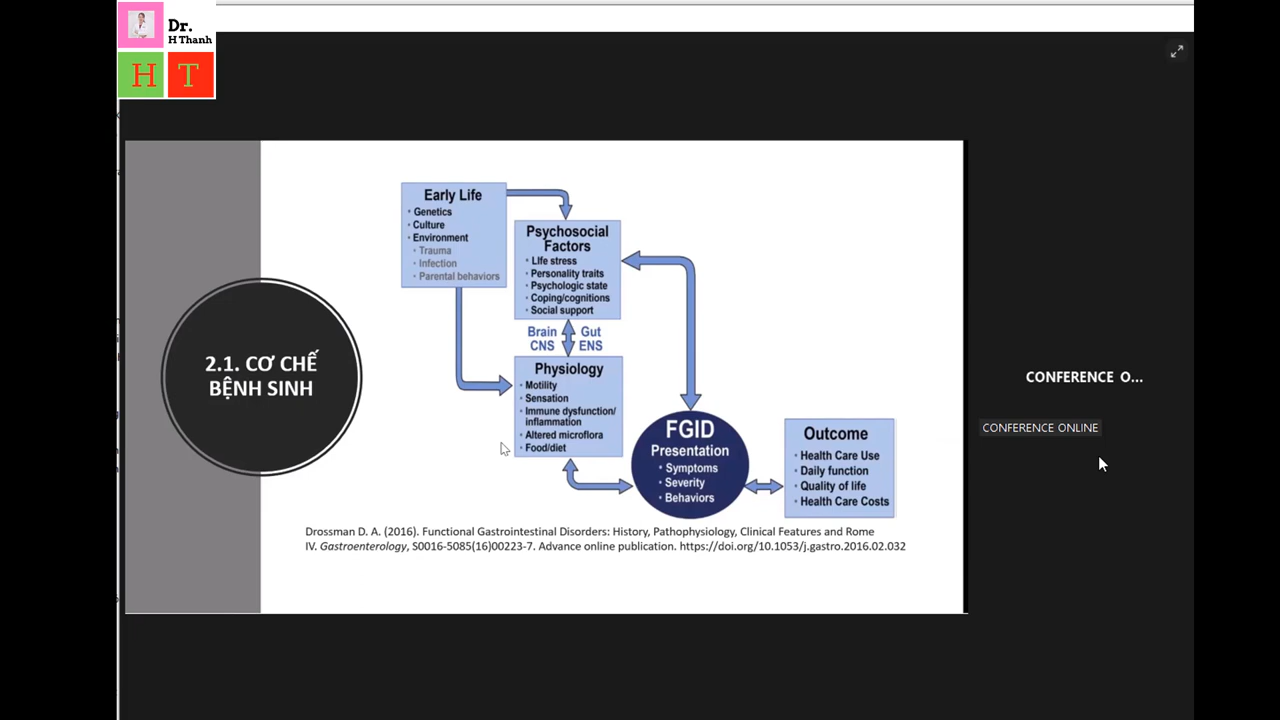 Dr.
H Thanh
H T
2.1. CƠ CHẾ
BỆNH SINH
Early Life
• Genetics
• Culture
• Environment
• Trauma
• Infection
• Parental behaviors
Psychosocial
Factors
• LIfe stress
• Personality traits
• Psychologic state
• Coping/cognitions
• Social support
Brain Gut
CNS ENS
Physiology
• Motility
• Sensation
• Immune dysfunction/
inflammation
• Altered microflora
• Food/diet
FGID
Presentation
• Symptoms
• Severity
• Behaviors
Outcome
• Health Care Use
• Daily function
• Quality of life
• Health Care Costs
Drossman D. A. (2016). Functional Gastrointestinal Disorders: History, Pathophysiology, Clinical Features and Rome
IV. Gastroenterology, S0016-5085(16)00223-7. Advance online publication. https://doi.org/10.1053/j.gastro.2016.02.032
CONFERENCE O...
CONFERENCE ONLINE